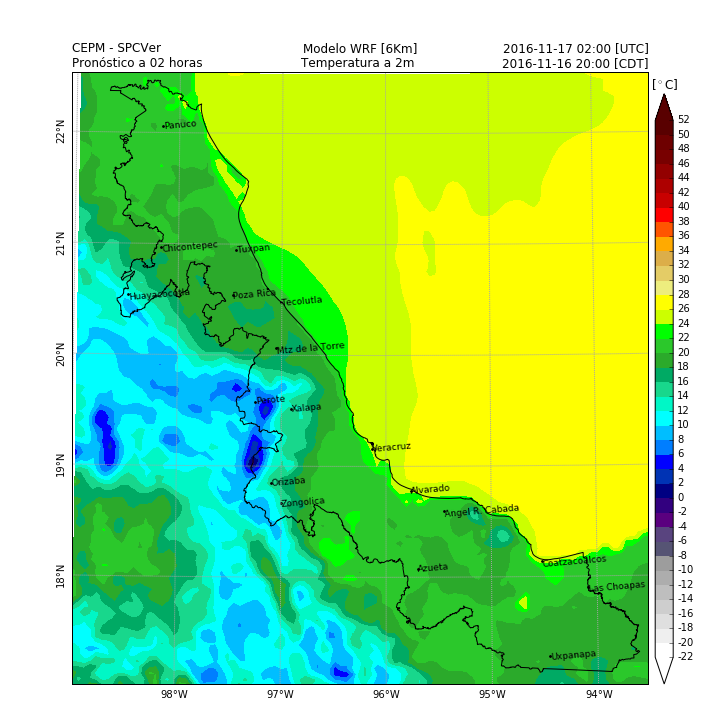 CEPM - SPCVer
Modelo WRF [6Km]
2016-11-17 02:00 [UTC]
Pronóstico a 02 horas
Temperatura a 2m
2016-11-16 20:00 [CDT]
[°C]
52
50
48
46
44
42
40
38
36
34
32
30
28
26
24
22
20
18
16
14
12
10
8
6
4
2
0
-2
-4
-6
-8
-10
-12
-14
-16
-18
-20
-22
22°N
21°N
20°N
19°N
18°N
98°W
97°W
96°W
95°W
94°W
Panuco
Chicontepec
Tuxpan
Huayacocotla
Poza Rica
Tecolutla
Mtz de la Torre
Perote
Xalapa
Veracruz
Orizaba
Alvarado
Zongolica
Angel R. Cabada
Azueta
Coatzacoalcos
Las Choapas
Uxpanapa